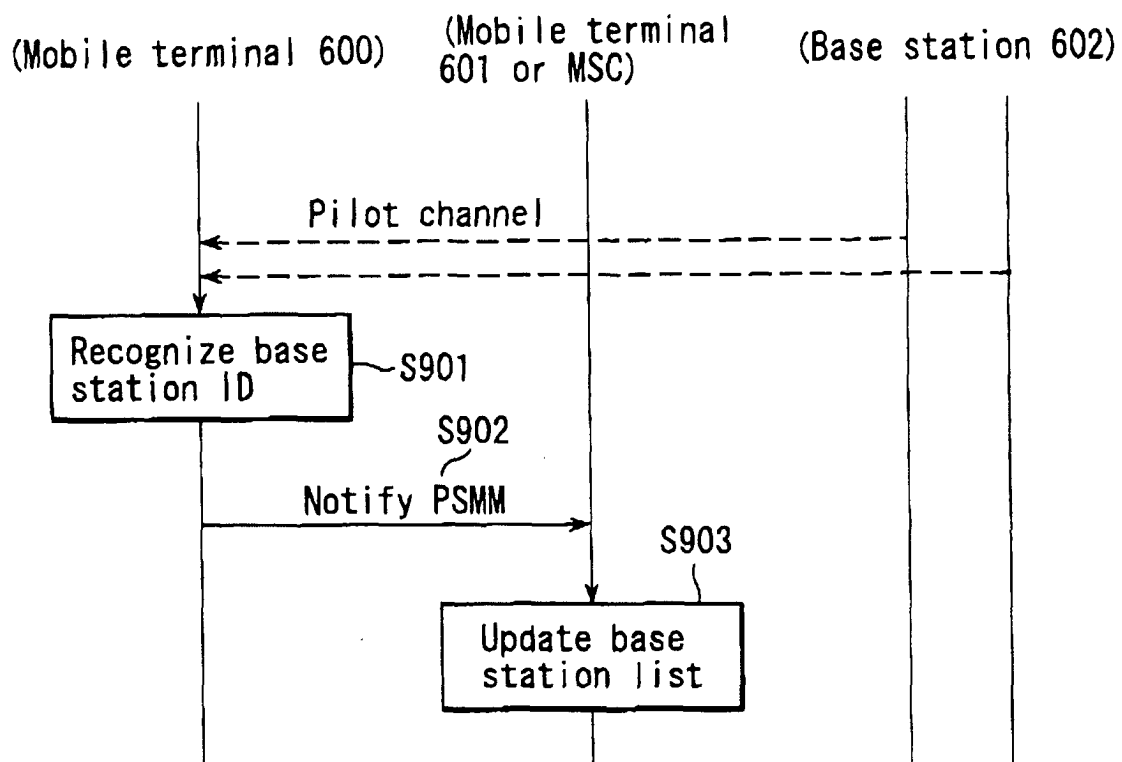 (Mobile terminal 600)
(Mobile terminal
601 or MSC)
(Base station 602)
Pilot channel
Recognize base
station ID
S901
S902
Notify PSMM
S903
Update base
station list